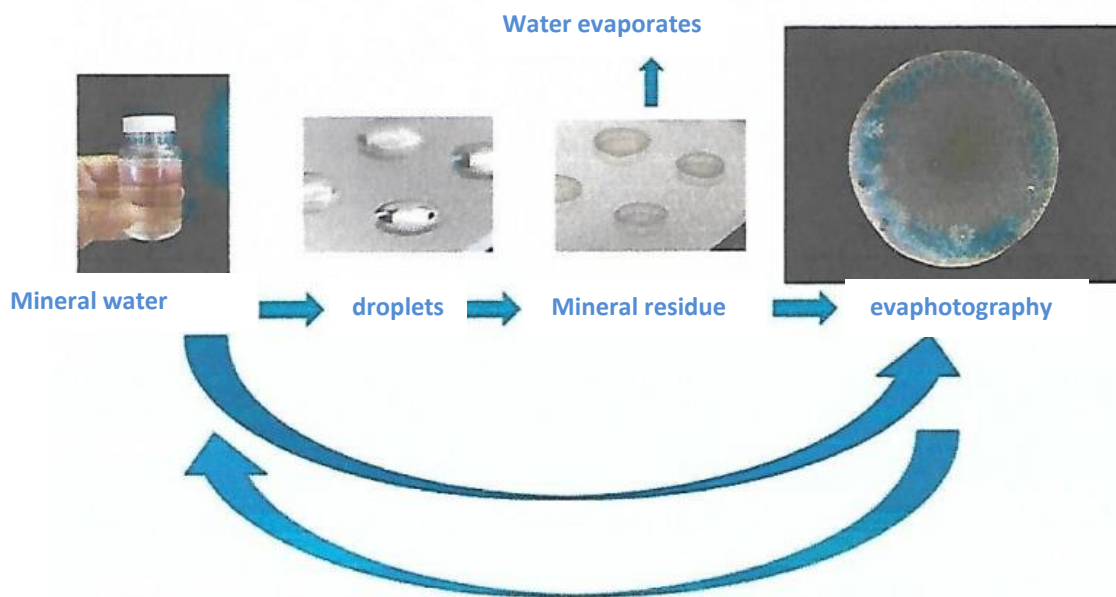 Water evaporates
Mineral water
droplets
Mineral residue
evaphotography